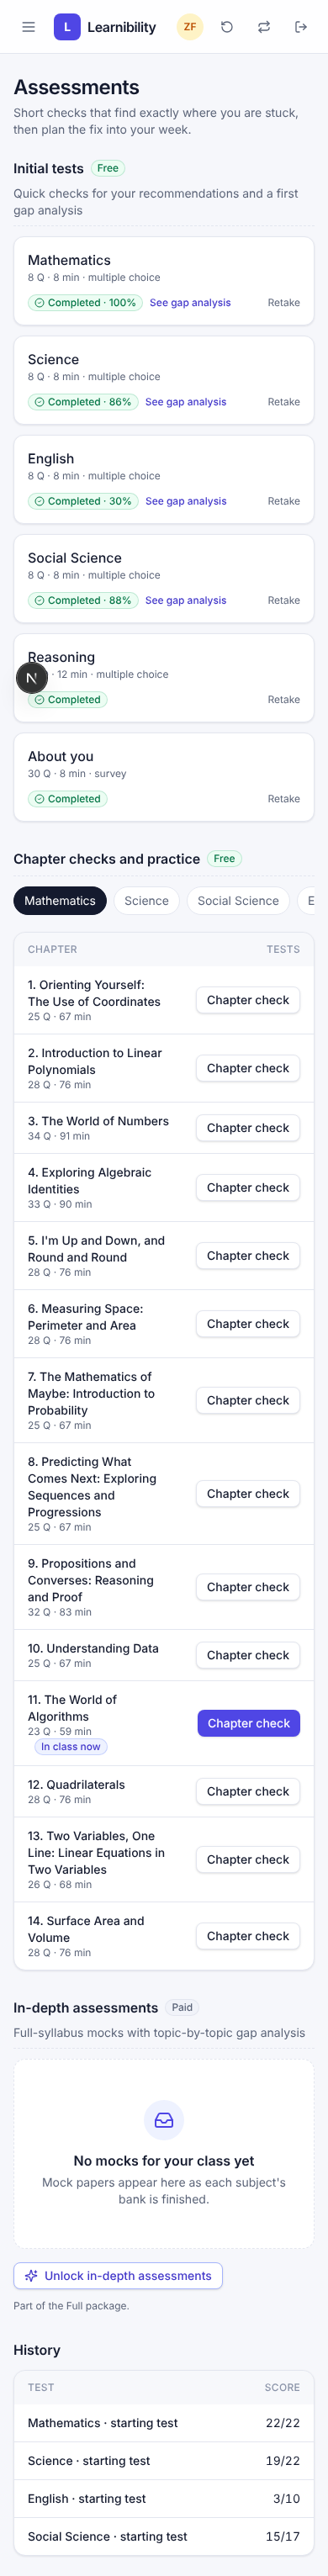 L Learnibility ZF
Assessments
Short checks that find exactly where you are stuck,
then plan the fix into your week.
Initial tests Free
Quick checks for your recommendations and a first
gap analysis
Mathematics
8 Q · 8 min · multiple choice
Completed · 100% See gap analysis Retake
Science
8 Q · 8 min · multiple choice
Completed · 86% See gap analysis Retake
English
8 Q · 8 min · multiple choice
Completed · 30% See gap analysis Retake
Social Science
8 Q · 8 min · multiple choice
Completed · 88% See gap analysis Retake
Reasoning
N · 12 min · multiple choice
Completed Retake
About you
30 Q · 8 min · survey
Completed Retake
Chapter checks and practice Free
Mathematics Science Social Science E
CHAPTER TESTS
1. Orienting Yourself:
The Use of Coordinates
25 Q · 67 min
Chapter check
2. Introduction to Linear
Polynomials
28 Q · 76 min
Chapter check
3. The World of Numbers
34 Q · 91 min
Chapter check
4. Exploring Algebraic
Identities
33 Q · 90 min
Chapter check
5. I'm Up and Down, and
Round and Round
28 Q · 76 min
Chapter check
6. Measuring Space:
Perimeter and Area
28 Q · 76 min
Chapter check
7. The Mathematics of
Maybe: Introduction to
Probability
25 Q · 67 min
Chapter check
8. Predicting What
Comes Next: Exploring
Sequences and
Progressions
25 Q · 67 min
Chapter check
9. Propositions and
Converses: Reasoning
and Proof
32 Q · 83 min
Chapter check
10. Understanding Data
25 Q · 67 min
Chapter check
11. The World of
Algorithms
23 Q · 59 min
In class now
Chapter check
12. Quadrilaterals
28 Q · 76 min
Chapter check
13. Two Variables, One
Line: Linear Equations in
Two Variables
26 Q · 68 min
Chapter check
14. Surface Area and
Volume
28 Q · 76 min
Chapter check
In-depth assessments Paid
Full-syllabus mocks with topic-by-topic gap analysis
No mocks for your class yet
Mock papers appear here as each subject's
bank is finished.
Unlock in-depth assessments
Part of the Full package.
History
TEST SCORE
Mathematics · starting test 22/22
Science · starting test 19/22
English · starting test 3/10
Social Science · starting test 15/17